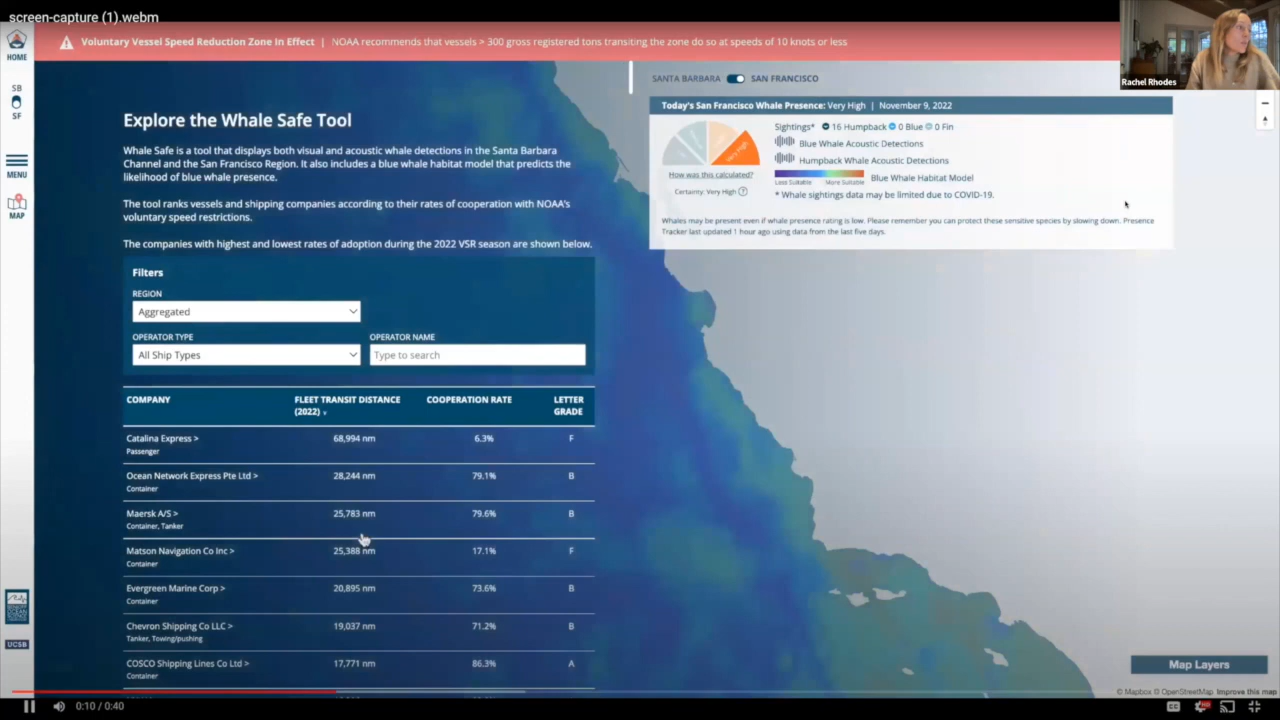 screen-capture (1).webm
Voluntary Vessel Speed Reduction Zone In Effect | NOAA recommends that vessels > 300 gross registered tons transiting the zone do so at speeds of 10 knots or less
Rachel Rhodes
HOME
SB
SF
MENU
MAP
UCSB
SANTA BARBARA SAN FRANCISCO
Today's San Francisco Whale Presence: Very High | November 9, 2022
Very High
How was this calculated?
Certainty: Very High ?
Sightings* 16 Humpback 0 Blue 0 Fin
Blue Whale Acoustic Detections
Humpback Whale Acoustic Detections
Blue Whale Habitat Model
Less Suitable More Suitable
* Whale sightings data may be limited due to COVID-19.
Whales may be present even if whale presence rating is low. Please remember you can protect these sensitive species by slowing down. Presence
Tracker last updated 1 hour ago using data from the last five days.
Explore the Whale Safe Tool
Whale Safe is a tool that displays both visual and acoustic whale detections in the Santa Barbara
Channel and the San Francisco Region. It also includes a blue whale habitat model that predicts the
likelihood of blue whale presence.
The tool ranks vessels and shipping companies according to their rates of cooperation with NOAA's
voluntary speed restrictions.
The companies with highest and lowest rates of adoption during the 2022 VSR season are shown below.
Filters
REGION
Aggregated
OPERATOR TYPE OPERATOR NAME
All Ship Types Type to search
COMPANY FLEET TRANSIT DISTANCE (2022) COOPERATION RATE LETTER GRADE
Catalina Express > 68,994 nm 6.3% F
Passenger
Ocean Network Express Pte Ltd > 28,244 nm 79.1% B
Container
Maersk A/S > 25,783 nm 79.6% B
Container, Tanker
Matson Navigation Co Inc > 25,388 nm 17.1% F
Container
Evergreen Marine Corp > 20,895 nm 73.6% B
Container
Chevron Shipping Co LLC > 19,037 nm 71.2% B
Tanker, Towing/pushing
COSCO Shipping Lines Co Ltd > 17,771 nm 86.3% A
Container
Map Layers
© Mapbox © OpenStreetMap Improve this map
0:10 / 0:40
CC
HD